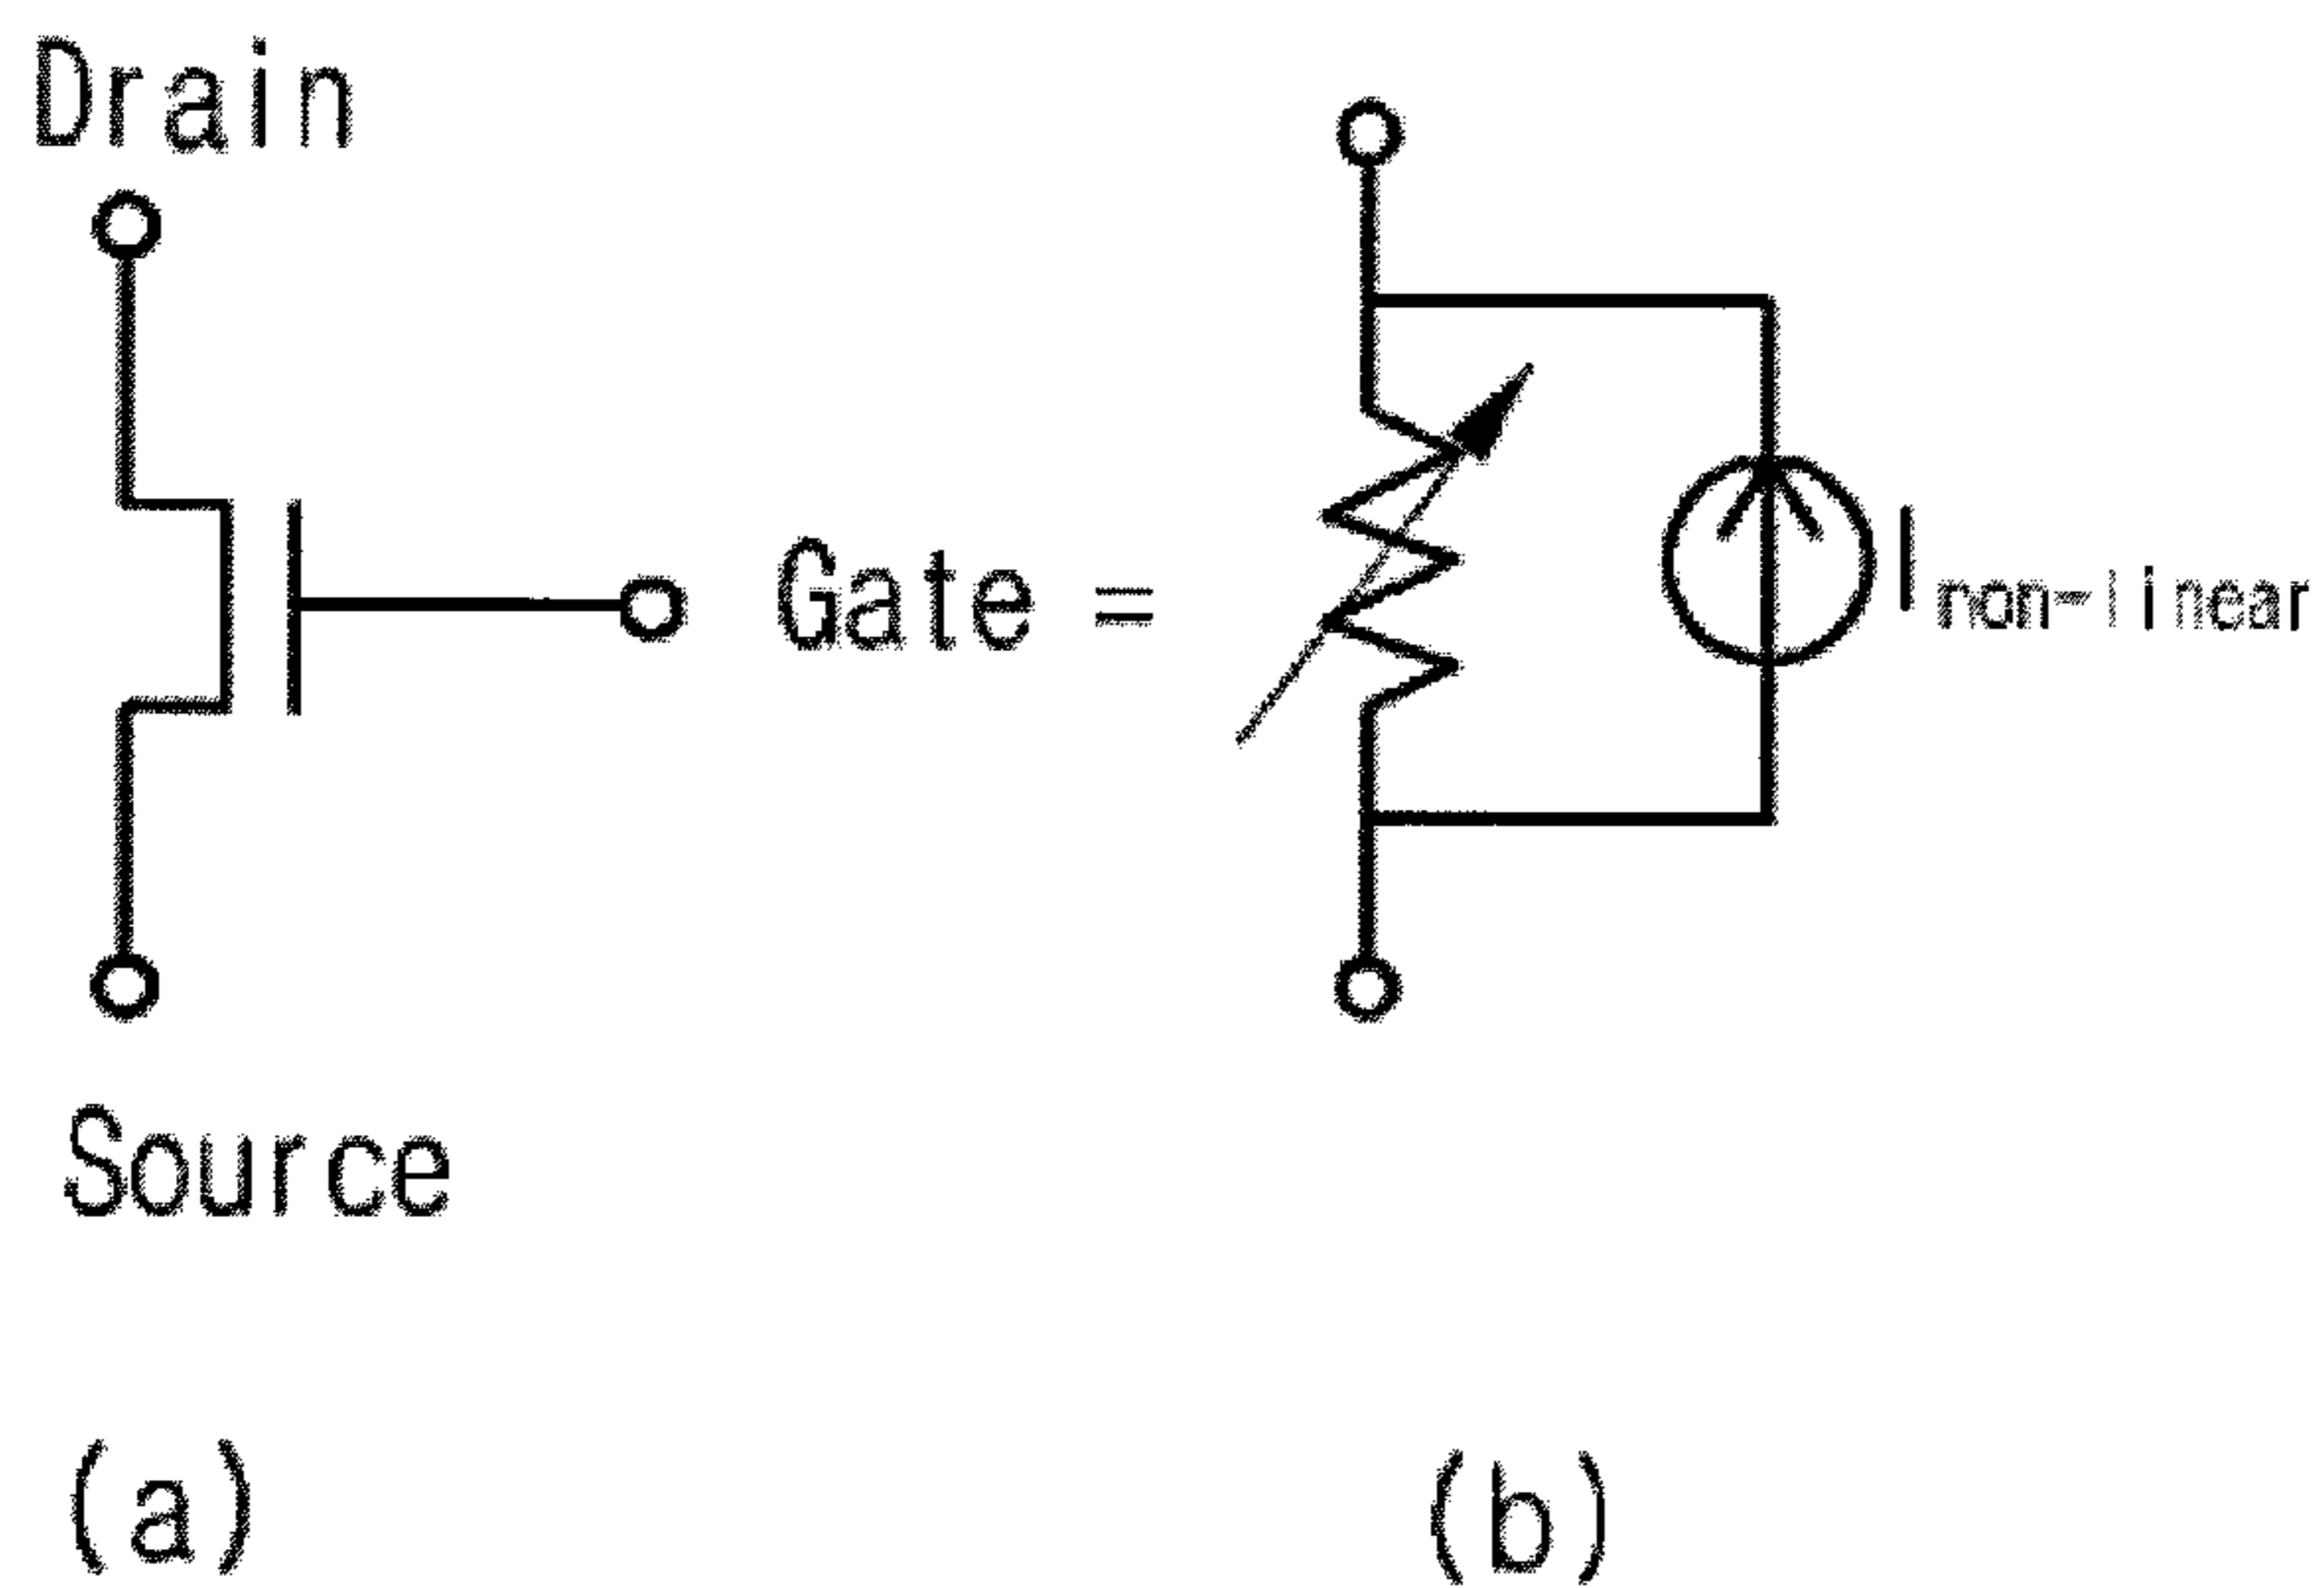 Drain
Gate =
I non-linear
Source
(a)
(b)